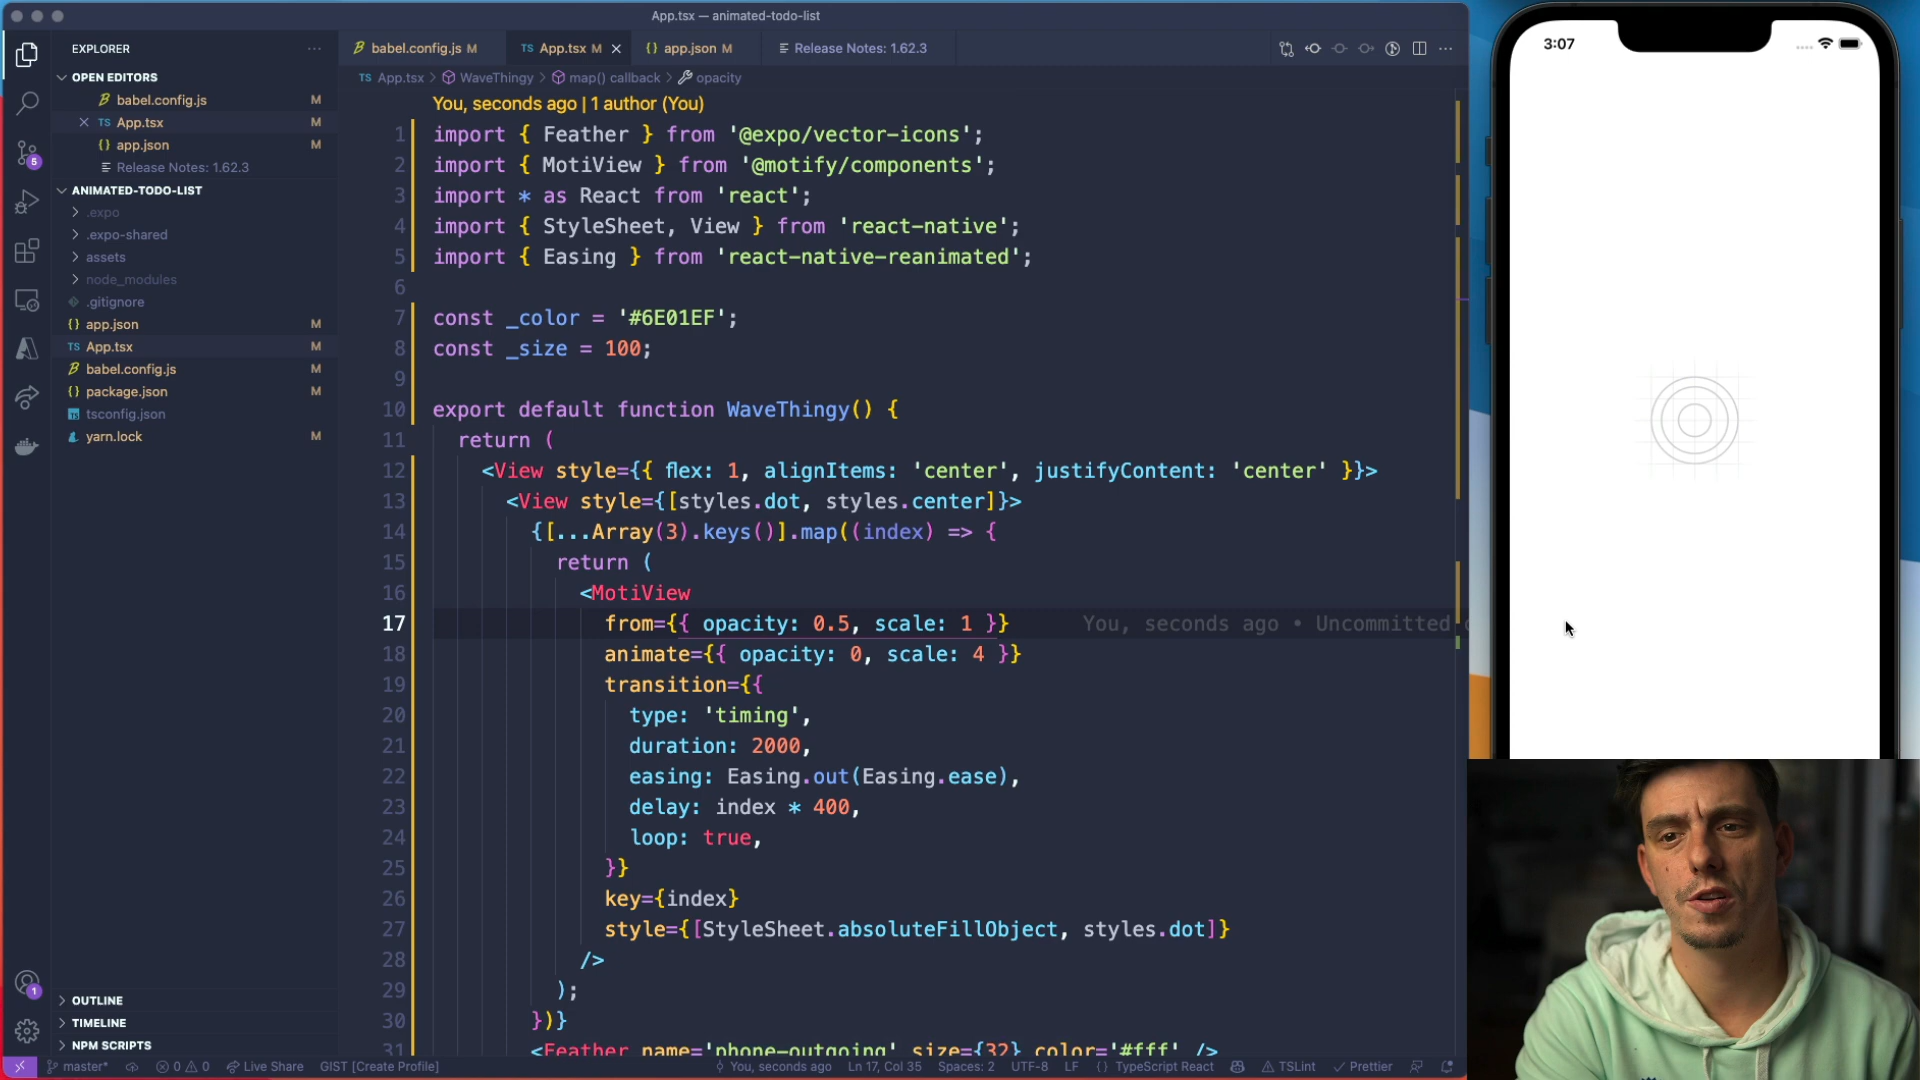 App.tsx — animated-todo-list
EXPLORER
babel.config.js M
TS App.tsx M
{} app.json M
Release Notes: 1.62.3
OPEN EDITORS
babel.config.js M
TS App.tsx M
{} app.json M
Release Notes: 1.62.3
ANIMATED-TODO-LIST
.expo
.expo-shared
assets
node_modules
.gitignore
{} app.json M
TS App.tsx M
babel.config.js M
{} package.json M
tsconfig.json
yarn.lock M
OUTLINE
TIMELINE
NPM SCRIPTS
5
1
TS App.tsx > WaveThingy > map() callback > opacity
You, seconds ago | 1 author (You)
1 import { Feather } from '@expo/vector-icons';
2 import { MotiView } from '@motify/components';
3 import * as React from 'react';
4 import { StyleSheet, View } from 'react-native';
5 import { Easing } from 'react-native-reanimated';
6
7 const _color = '#6E01EF';
8 const _size = 100;
9
10 export default function WaveThingy() {
11 return (
12 <View style={{ flex: 1, alignItems: 'center', justifyContent: 'center' }}>
13 <View style={[styles.dot, styles.center]}>
14 {[...Array(3).keys()].map((index) => {
15 return (
16 <MotiView
17 from={{ opacity: 0.5, scale: 1 }} You, seconds ago • Uncommitted c
18 animate={{ opacity: 0, scale: 4 }}
19 transition={{
20 type: 'timing',
21 duration: 2000,
22 easing: Easing.out(Easing.ease),
23 delay: index * 400,
24 loop: true,
25 }}
26 key={index}
27 style={[StyleSheet.absoluteFillObject, styles.dot]}
28 />
29 );
30 })}
31 <Feather name='phone-outgoing' size={32} color='#fff' />
master* 0 0 Live Share GIST [Create Profile] You, seconds ago Ln 17, Col 35 Spaces: 2 UTF-8 LF {} TypeScript React TSLint Prettier
3:07